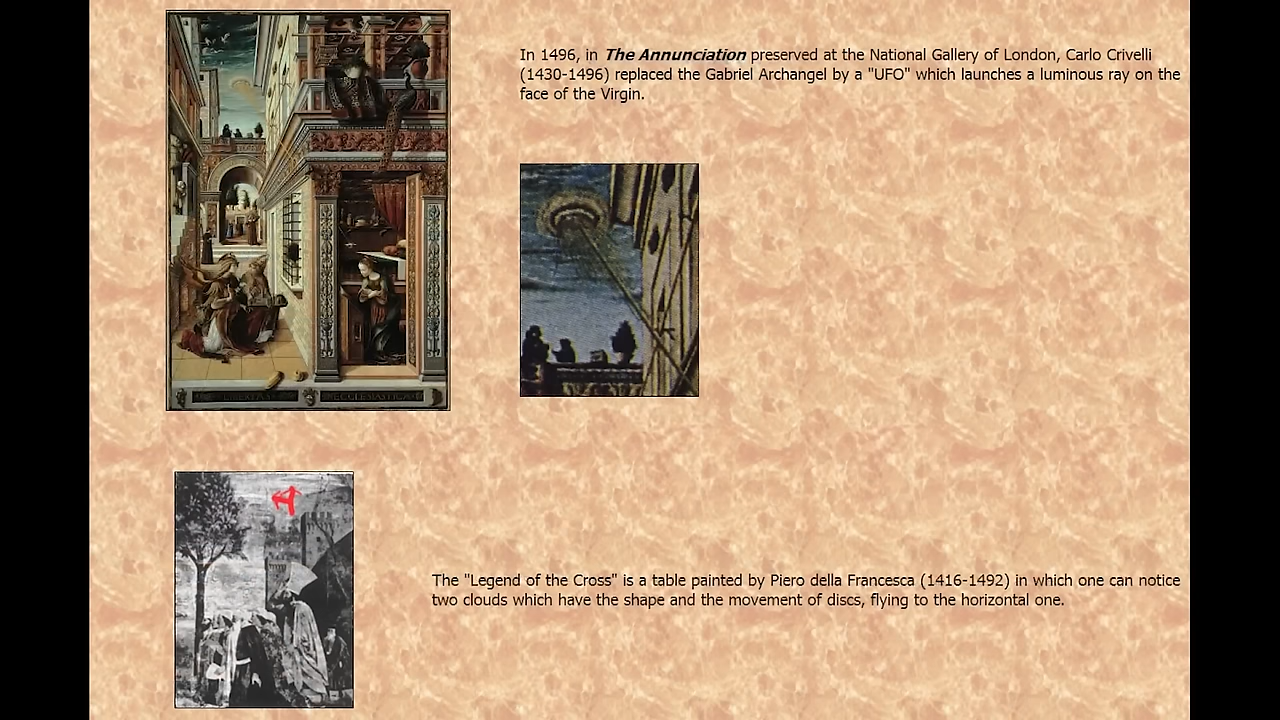 In 1496, in The Annunciation preserved at the National Gallery of London, Carlo Crivelli
(1430-1496) replaced the Gabriel Archangel by a "UFO" which launches a luminous ray on the
face of the Virgin.
LIBERTAS ECCLESIASTICA
The "Legend of the Cross" is a table painted by Piero della Francesca (1416-1492) in which one can notice
two clouds which have the shape and the movement of discs, flying to the horizontal one.